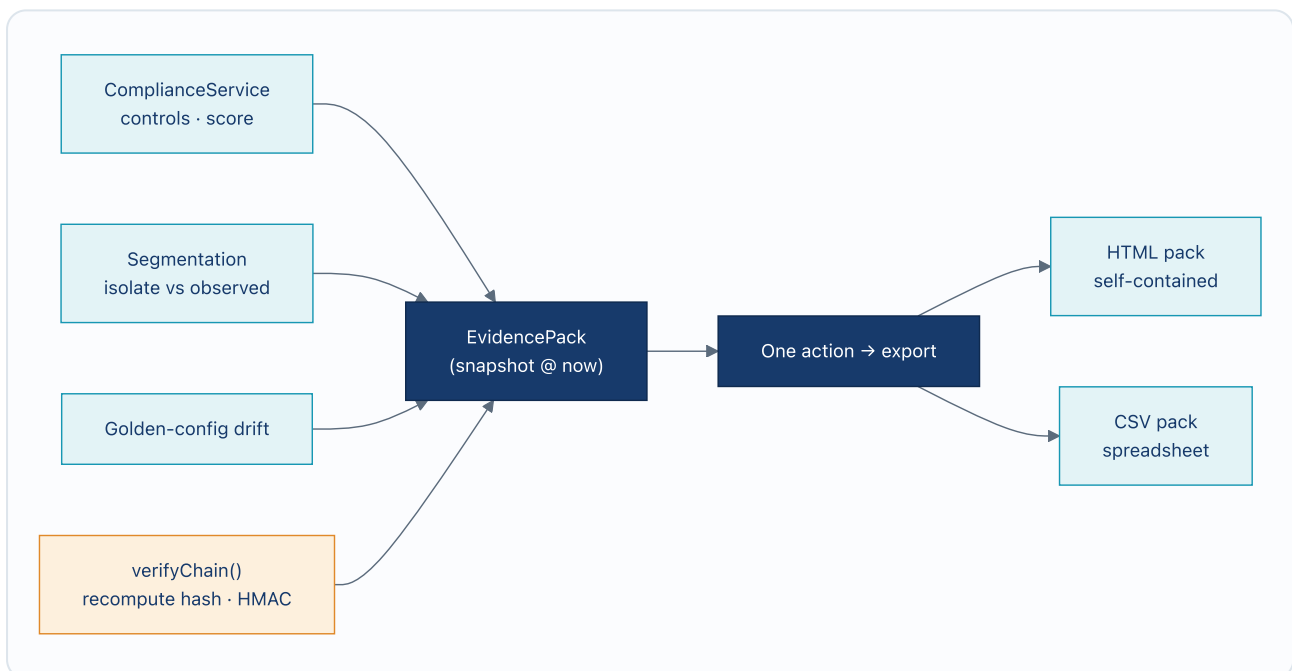 ComplianceService
controls · score
Segmentation
isolate vs observed
Golden-config drift
verifyChain()
recompute hash · HMAC
EvidencePack
(snapshot @ now)
One action → export
HTML pack
self-contained
CSV pack
spreadsheet